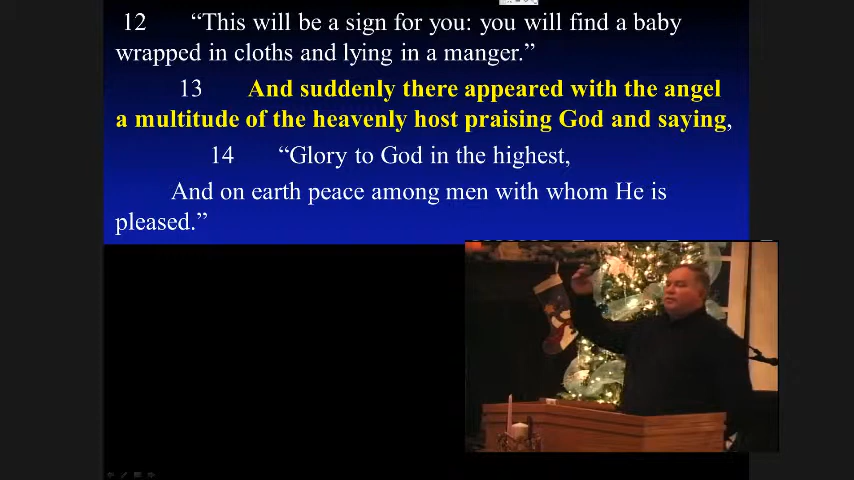 12 “This will be a sign for you: you will find a baby
wrapped in cloths and lying in a manger.”
13 And suddenly there appeared with the angel
a multitude of the heavenly host praising God and saying,
14 “Glory to God in the highest,
And on earth peace among men with whom He is
pleased.”